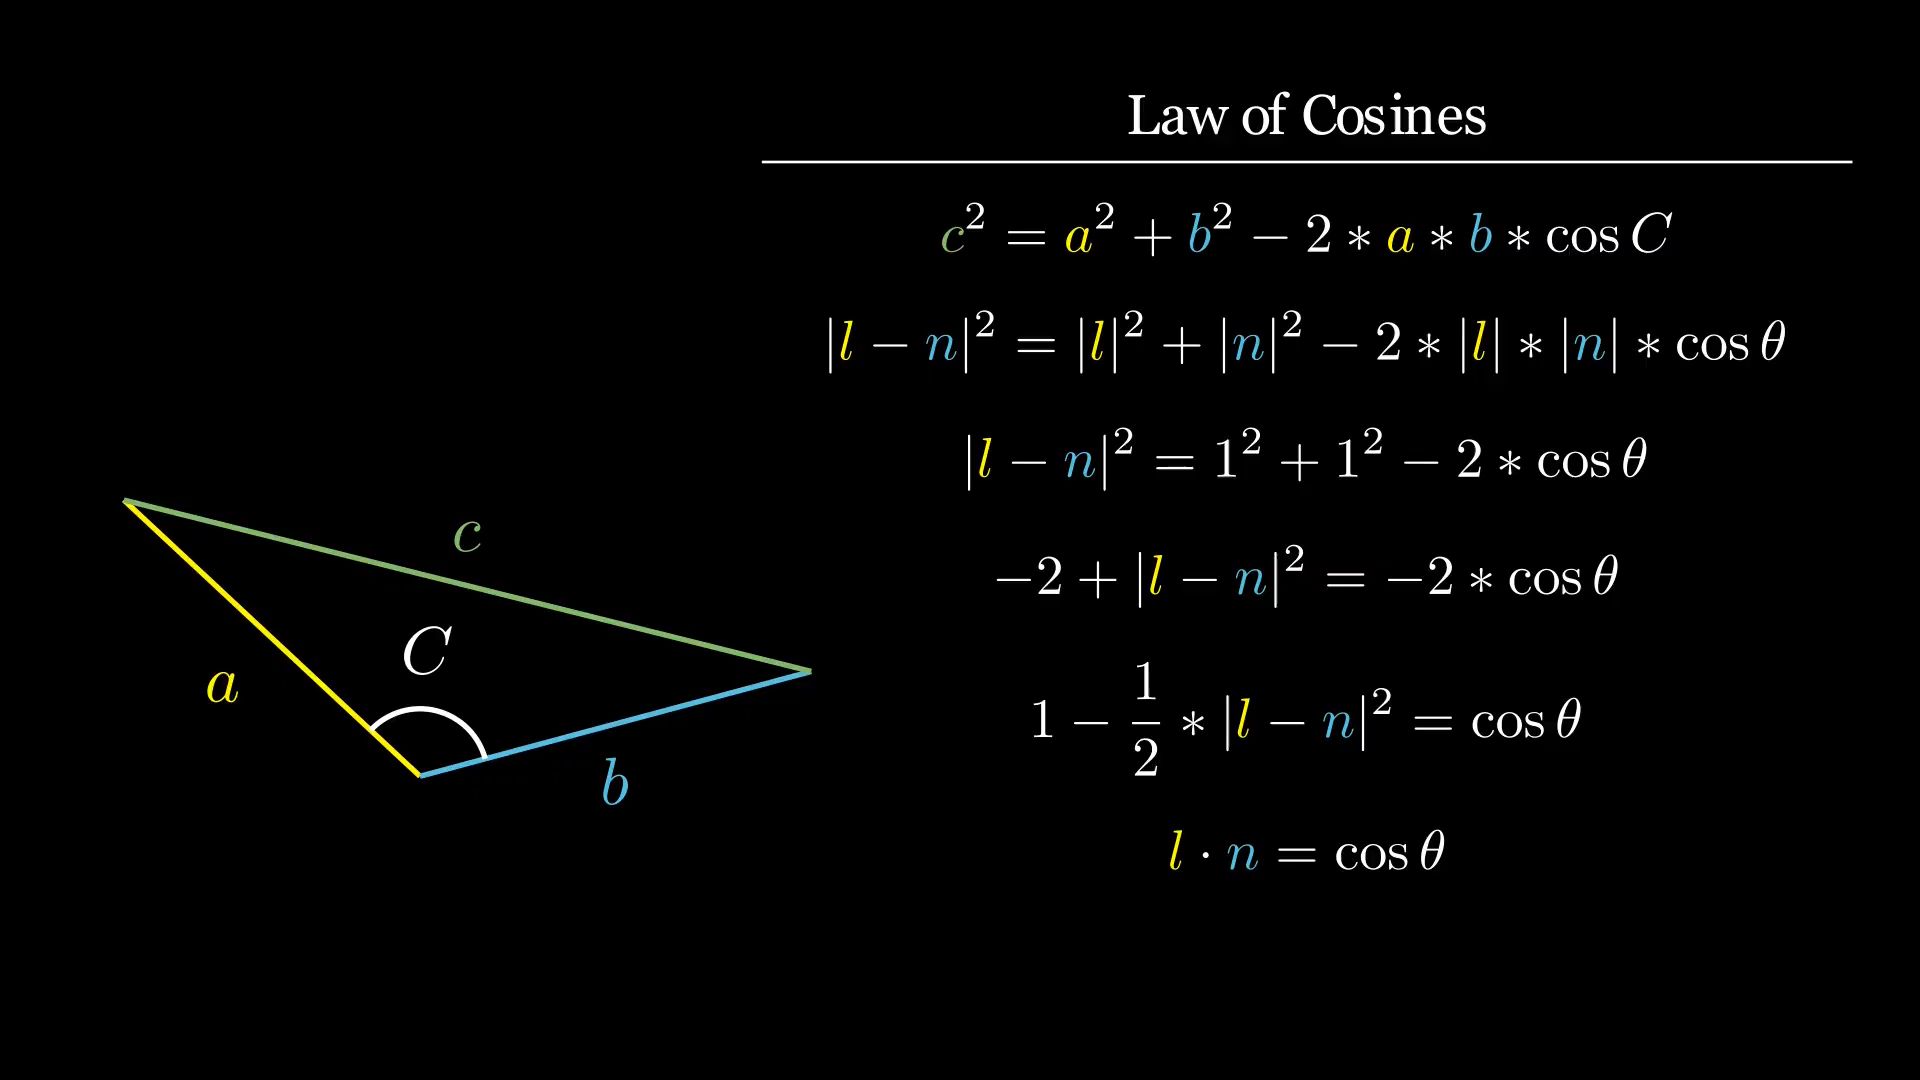 Law of Cosines
c² = a² + b² − 2 * a * b * cos C
|l − n|² = |l|² + |n|² − 2 * |l| * |n| * cos θ
|l − n|² = 1² + 1² − 2 * cos θ
−2 + |l − n|² = −2 * cos θ
1 − 1/2 * |l − n|² = cos θ
l · n = cos θ
c
C
a
b